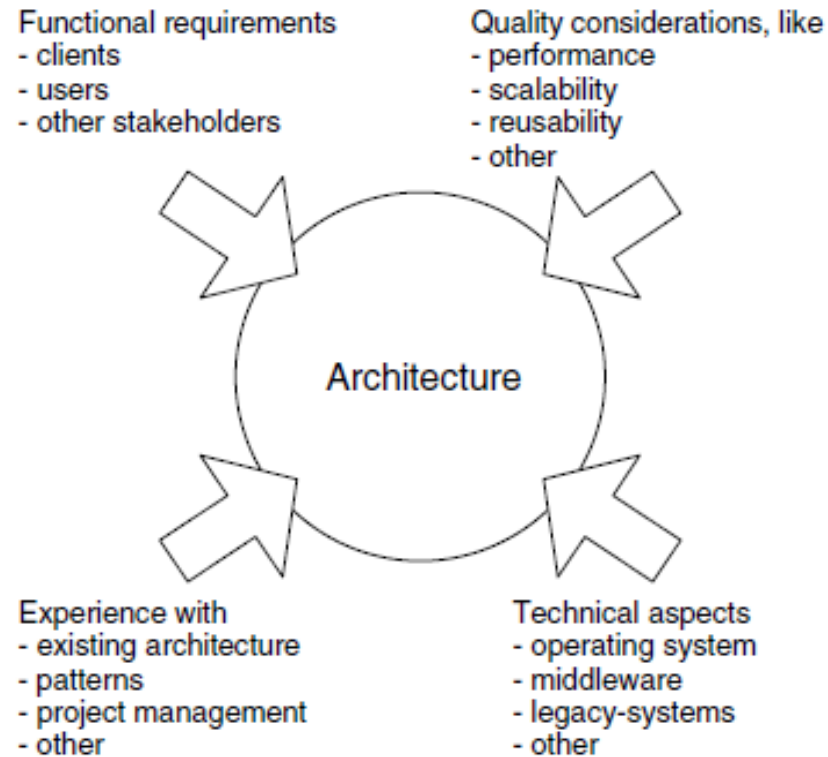 Functional requirements
- clients
- users
- other stakeholders
Quality considerations, like
- performance
- scalability
- reusability
- other
Architecture
Experience with
- existing architecture
- patterns
- project management
- other
Technical aspects
- operating system
- middleware
- legacy-systems
- other